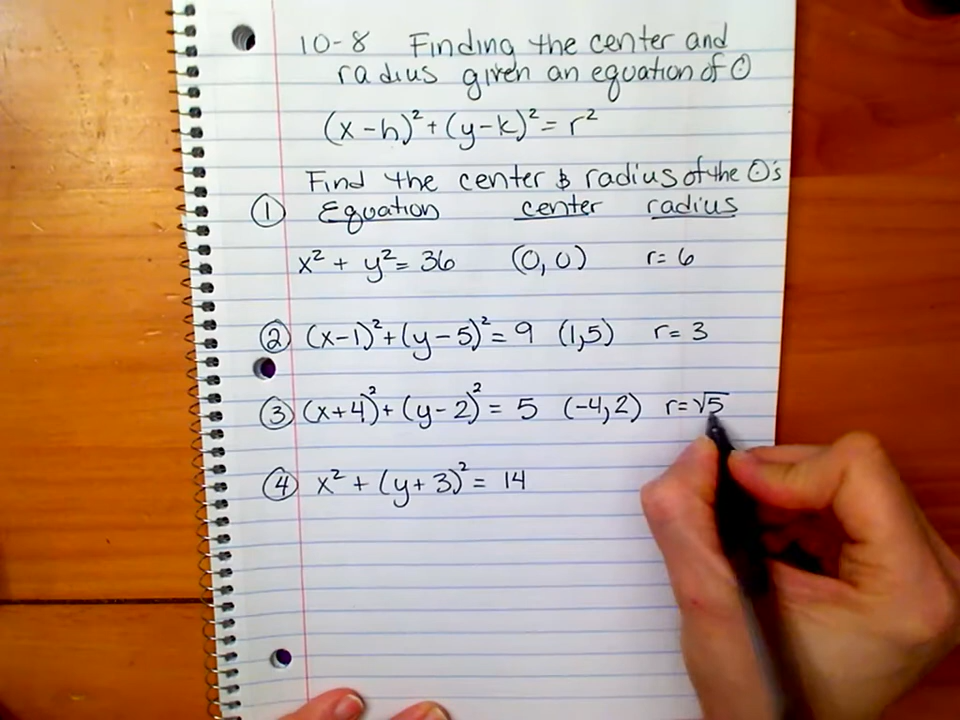 10-8 Finding the center and
radius given an equation of ⊙
(x-h)² + (y-k)² = r²
Find the center & radius of the ⊙'s
① Equation center radius
x² + y² = 36 (0,0) r= 6
② (x-1)² + (y-5)² = 9 (1,5) r= 3
③ (x+4)² + (y-2)² = 5 (-4,2) r=√5
④ x² + (y+3)² = 14